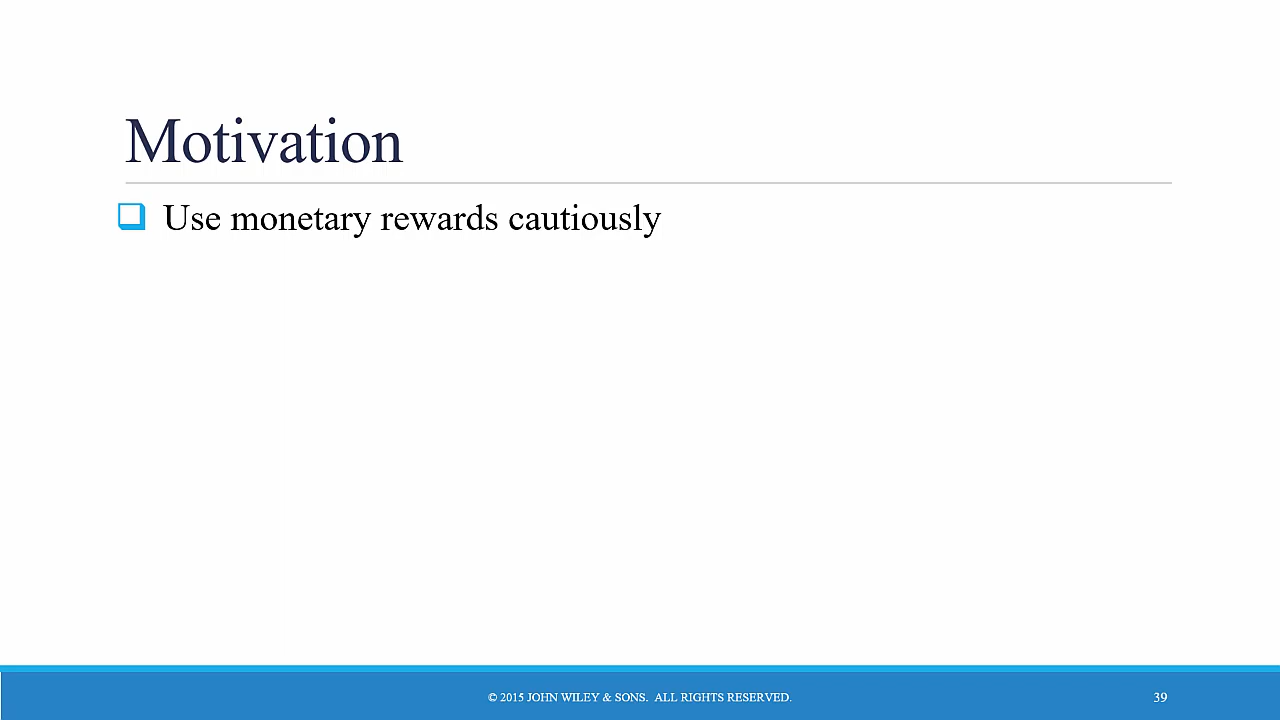 Motivation
Use monetary rewards cautiously
© 2015 JOHN WILEY & SONS. ALL RIGHTS RESERVED.
39